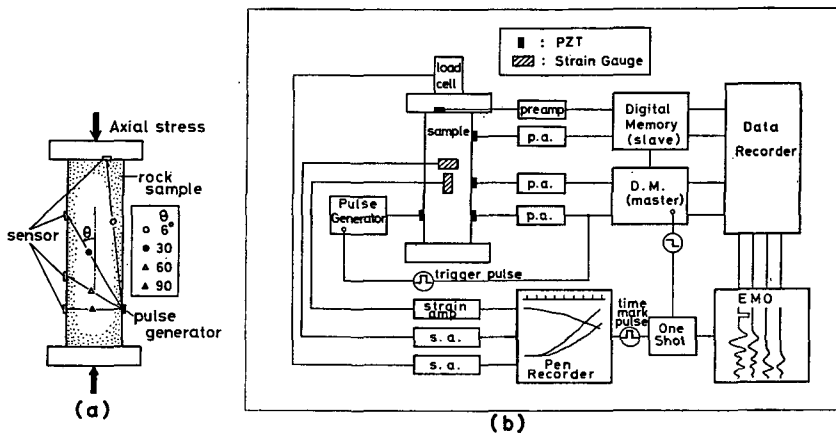 Axial stress
rock
sample
sensor
θ
θ
6°
30
60
90
pulse
generator
(a)
: PZT
: Strain Gauge
load
cell
sample
preamp
p.a.
p.a.
p.a.
Digital
Memory
(slave)
D.M.
(master)
Data
Recorder
Pulse
Generator
trigger pulse
strain
amp
s.a.
s.a.
Pen
Recorder
time
mark
pulse
One
Shot
EMO
(b)